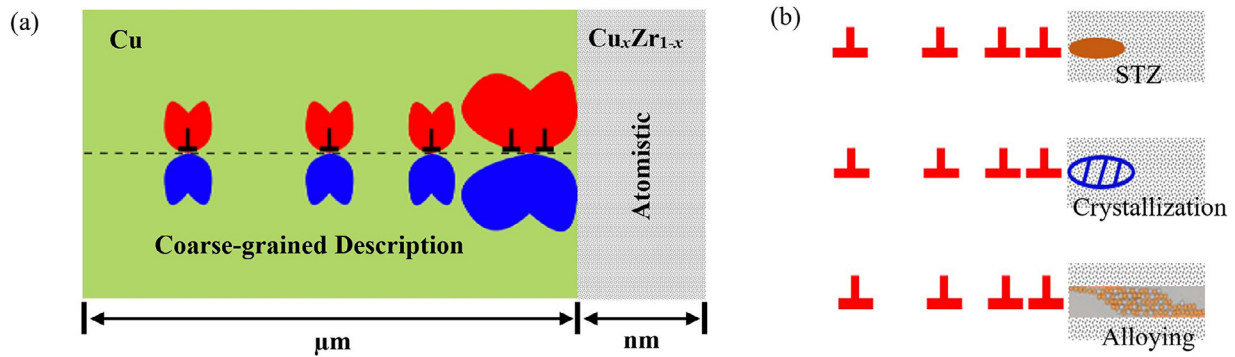 (a)
Cu
CuxZr1-x
Atomistic
Coarse-grained Description
μm
nm
(b)
STZ
Crystallization
Alloying